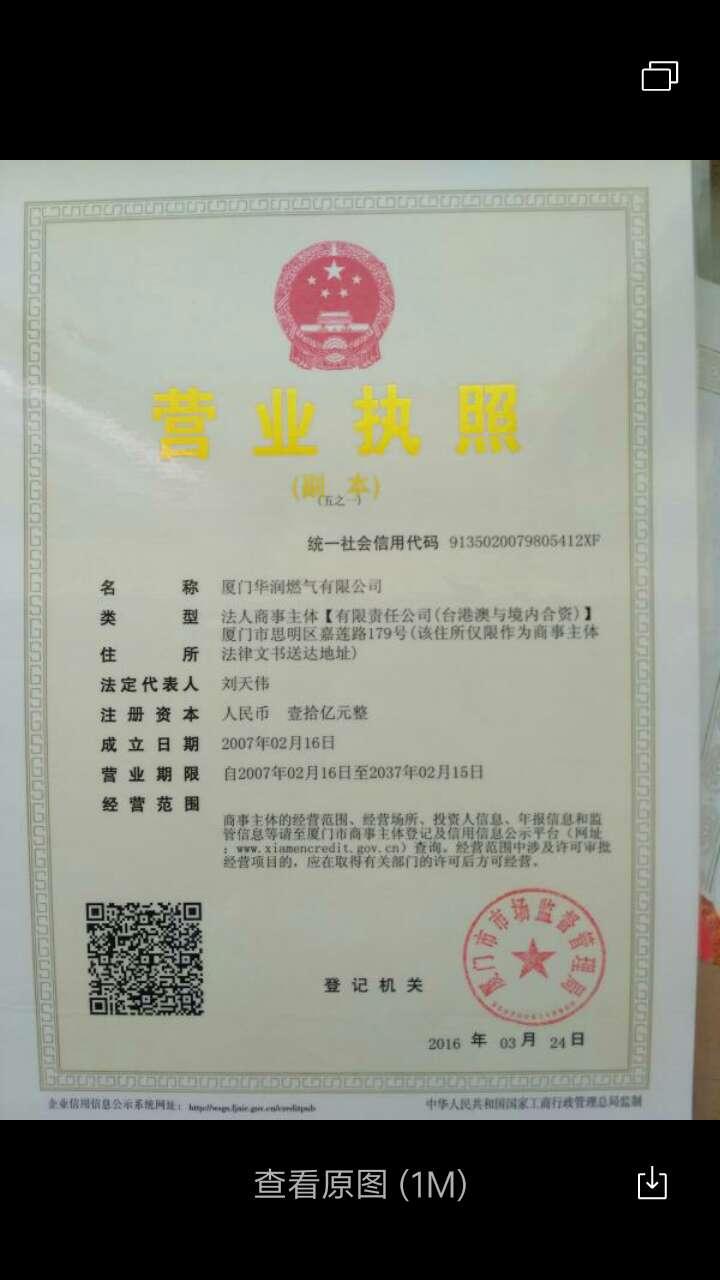 营业执照
(副 本)
(五之一)
统一社会信用代码 9135020079805412XF
名 称 厦门华润燃气有限公司
类 型 法人商事主体【有限责任公司(台港澳与境内合资)】
厦门市思明区嘉莲路179号(该住所仅限作为商事主体
住 所 法律文书送达地址)
法定代表人 刘天伟
注册资本 人民币 壹拾亿元整
成立日期 2007年02月16日
营业期限 自2007年02月16日至2037年02月15日
经营范围
商事主体的经营范围、经营场所、投资人信息、年报信息和监
管信息等请至厦门市商事主体登记及信用信息公示平台（网址
：www.xiamencredit.gov.cn）查询。经营范围中涉及许可审批
经营项目的，应在取得有关部门的许可后方可经营。
厦门市市场监督管理局
登记机关
2016 年 03 月 24 日
企业信用信息公示系统网址： http://wsgs.fjaic.gov.cn/creditpub
中华人民共和国国家工商行政管理总局监制
查看原图 (1M)